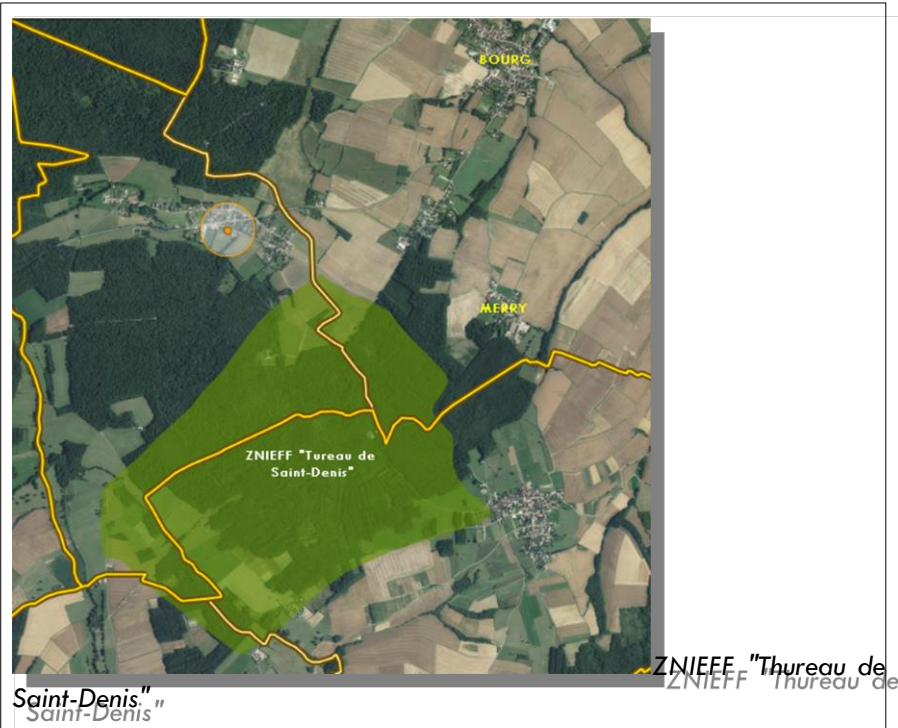 BOURG
MERRY
ZNIEFF "Tureau de
Saint-Denis"
ZNIEFF "Thureau de
Saint-Denis"